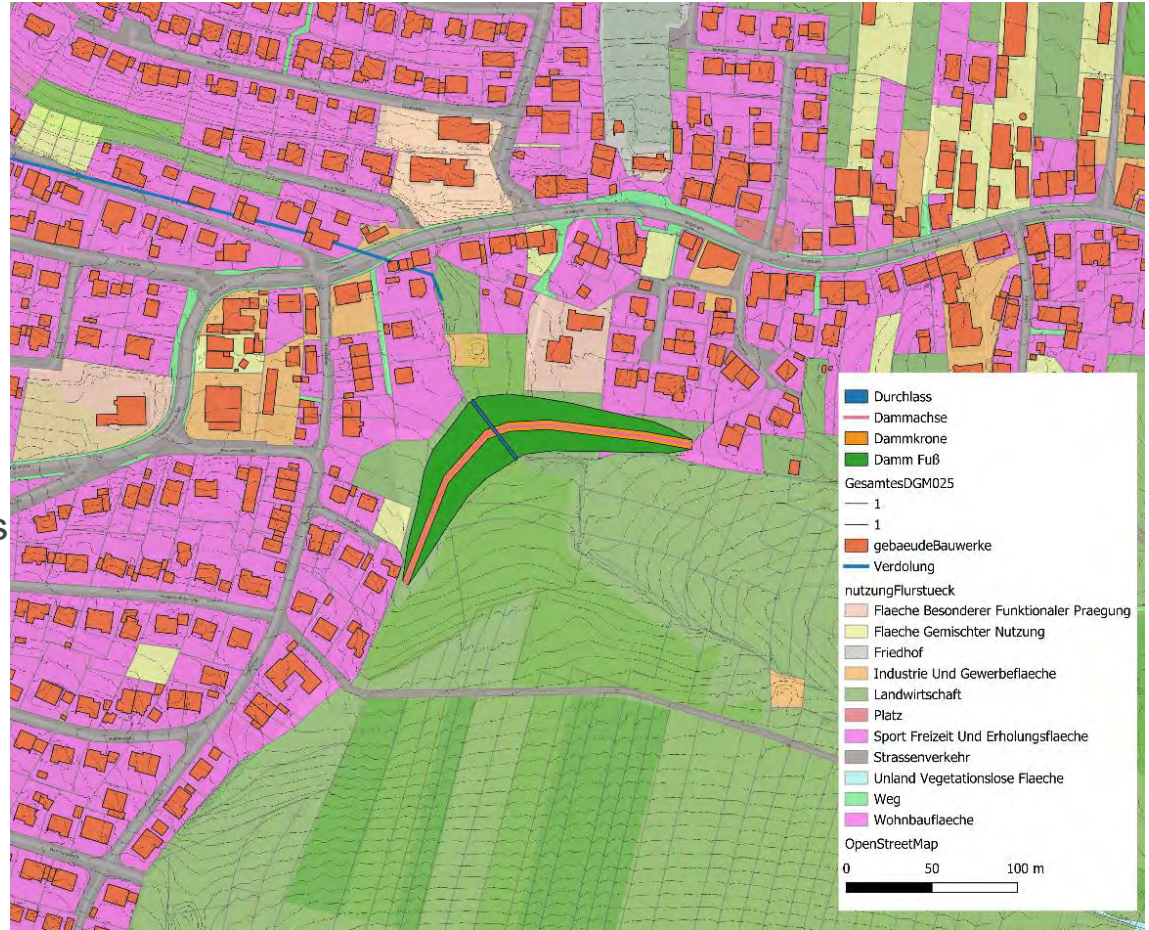 s
Durchlass
Dammachse
Dammkrone
Damm Fuß
GesamtesDGM025
1
1
gebaeudeBauwerke
Verdolung
nutzungFlurstueck
Flaeche Besonderer Funktionaler Praegung
Flaeche Gemischter Nutzung
Friedhof
Industrie Und Gewerbeflaeche
Landwirtschaft
Platz
Sport Freizeit Und Erholungsflaeche
Strassenverkehr
Unland Vegetationslose Flaeche
Weg
Wohnbauflaeche
OpenStreetMap
0 50 100 m